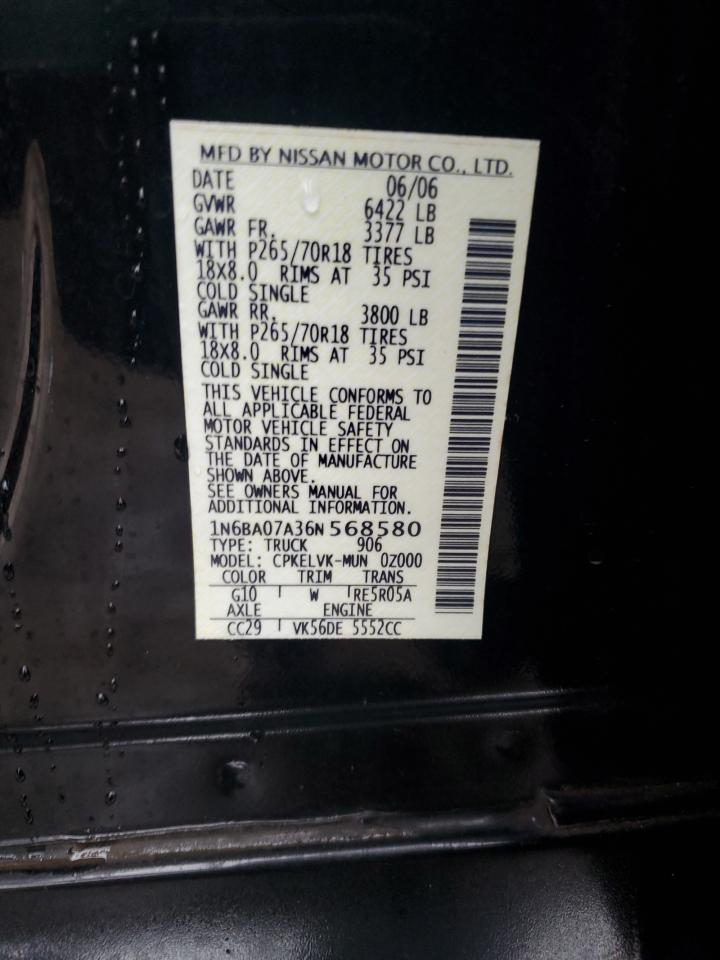 MFD BY NISSAN MOTOR CO., LTD.
DATE 06/06
GVWR 6422 LB
GAWR FR. 3377 LB
WITH P265/70R18 TIRES
18X8.0 RIMS AT 35 PSI
COLD SINGLE
GAWR RR. 3800 LB
WITH P265/70R18 TIRES
18X8.0 RIMS AT 35 PSI
COLD SINGLE
THIS VEHICLE CONFORMS TO
ALL APPLICABLE FEDERAL
MOTOR VEHICLE SAFETY
STANDARDS IN EFFECT ON
THE DATE OF MANUFACTURE
SHOWN ABOVE.
SEE OWNERS MANUAL FOR
ADDITIONAL INFORMATION.
1N6BA07A36N568580
TYPE: TRUCK 906
MODEL: CPKELVK-MUN 0Z000
COLOR TRIM TRANS
G10 W RE5R05A
AXLE ENGINE
CC29 VK56DE 5552CC